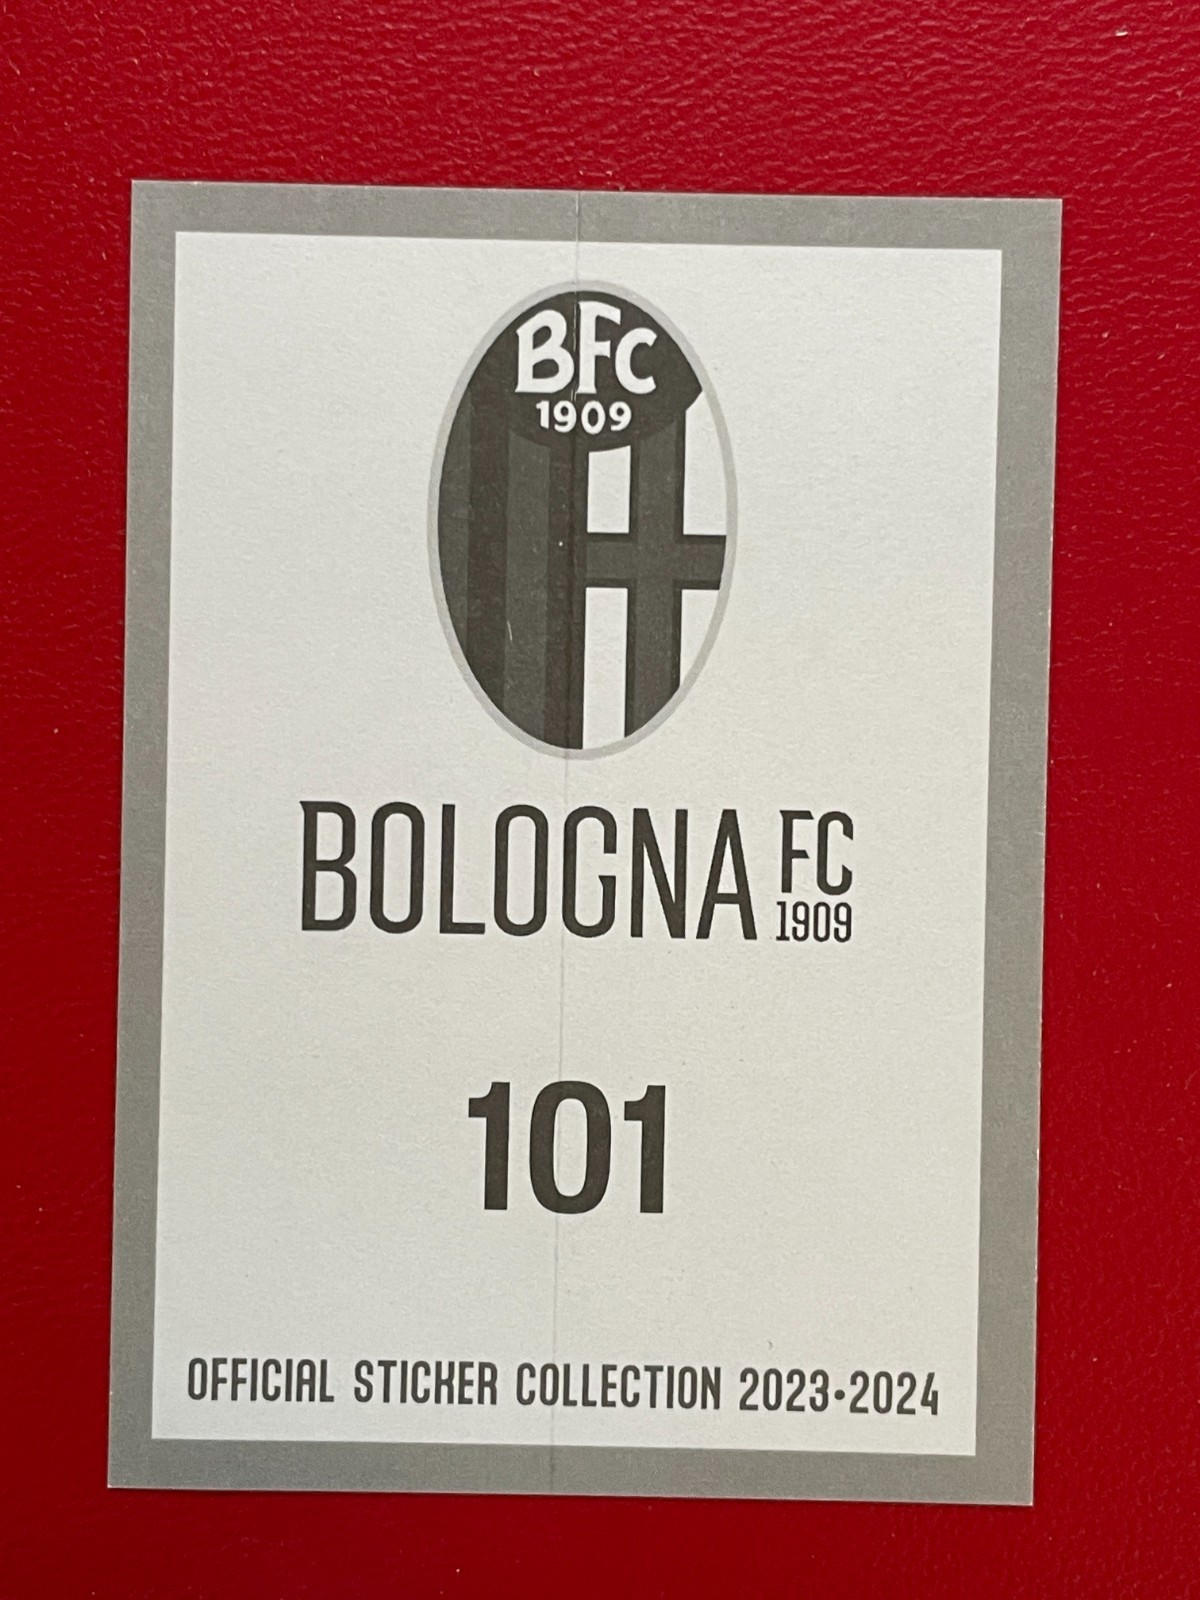 BFC
1909
BOLOGNA FC
1909
101
OFFICIAL STICKER COLLECTION 2023•2024